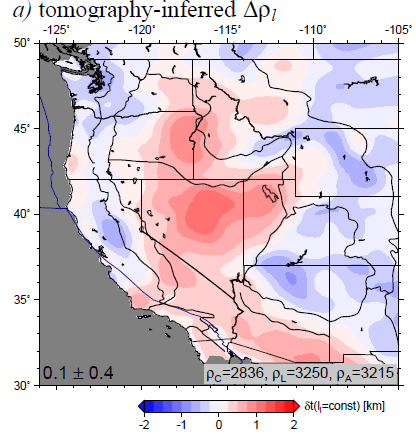 a) tomography-inferred Δρl
-125° -120° -115° -110° -105°
50°
45°
40°
35°
30°
0.1 ± 0.4 ρC=2836, ρL=3250, ρA=3215
-2 -1 0 1 2 δt(ll=const) [km]